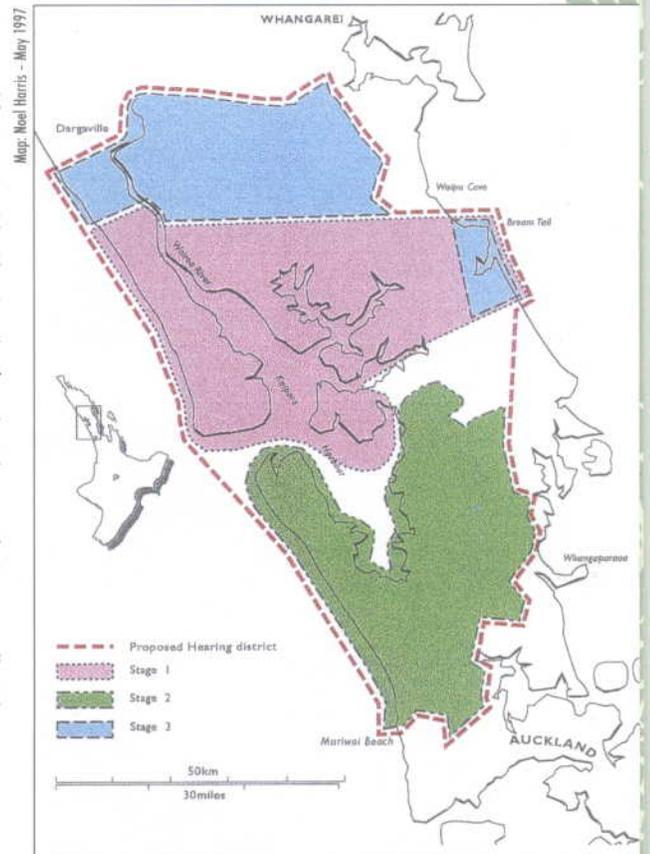 Map: Noel Harris - May 1997
WHANGAREI
Dargaville
Waipu Cove
Bream Tail
Wairoa River
Kaipara
Harbour
Whangaparaoa
Proposed Hearing district
Stage 1
Stage 2
Stage 3
Muriwai Beach
AUCKLAND
50km
30miles